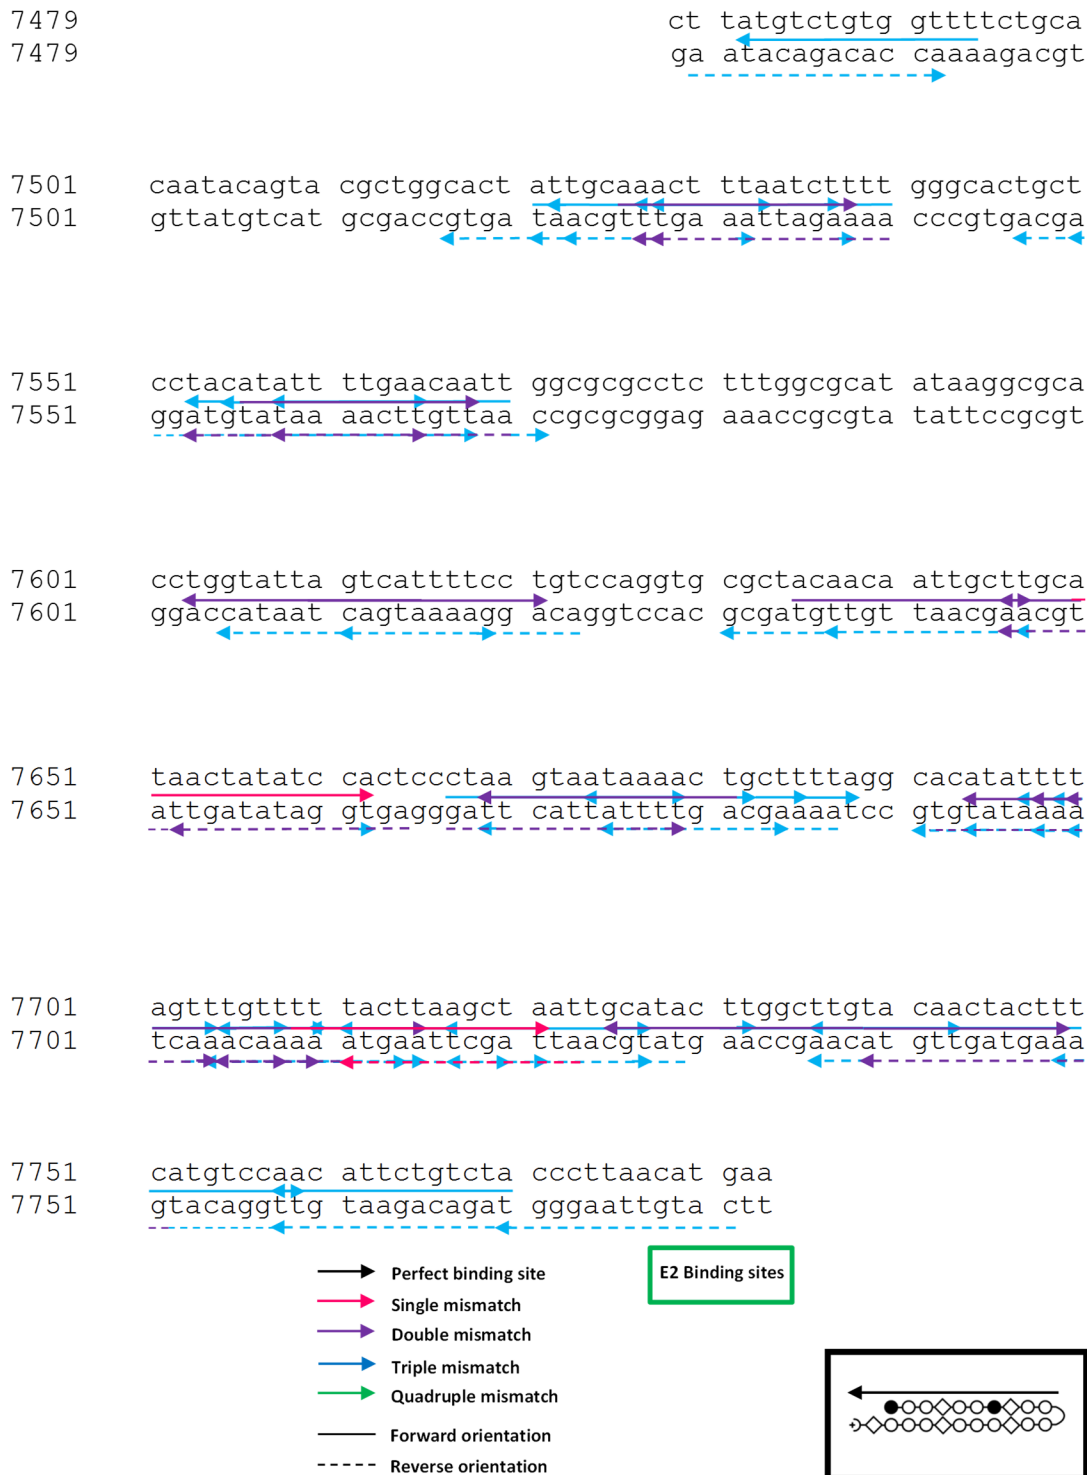 7479 ct tatgtctgtg gttttctgca
7479 ga atacagacac caaaagacgt
7501 caatacagta cgctggcact attgcaaact ttaatctttt gggcactgct
7501 gttatgtcat gcgaccgtga taacgtttga aattagaaaa cccgtgacga
7551 cctacatatt ttgaacaatt ggcgcgcctc tttggcgcat ataaggcgca
7551 ggatgtataa aacttgttaa ccgcgcggag aaaccgcgta tattccgcgt
7601 cctggtatta gtcattttcc tgtccaggtg cgctacaaca attgcttgca
7601 ggaccataat cagtaaaagg acaggtccac gcgatgttgt taacgaacgt
7651 taactatatc cactccctaa gtaataaaac tgcttttagg cacatatttt
7651 attgatatag gtgagggatt cattattttg acgaaaatcc gtgtataaaa
7701 agtttgtttt tacttaagct aattgcatac ttggcttgta caactacttt
7701 tcaaacaaaa atgaattcga ttaacgtatg aaccgaacat gttgatgaaa
7751 catgtccaac attctgtcta cccttaacat gaa
7751 gtacaggttg taagacagat gggaattgta ctt
Perfect binding site
E2 Binding sites
Single mismatch
Double mismatch
Triple mismatch
Quadruple mismatch
Forward orientation
Reverse orientation